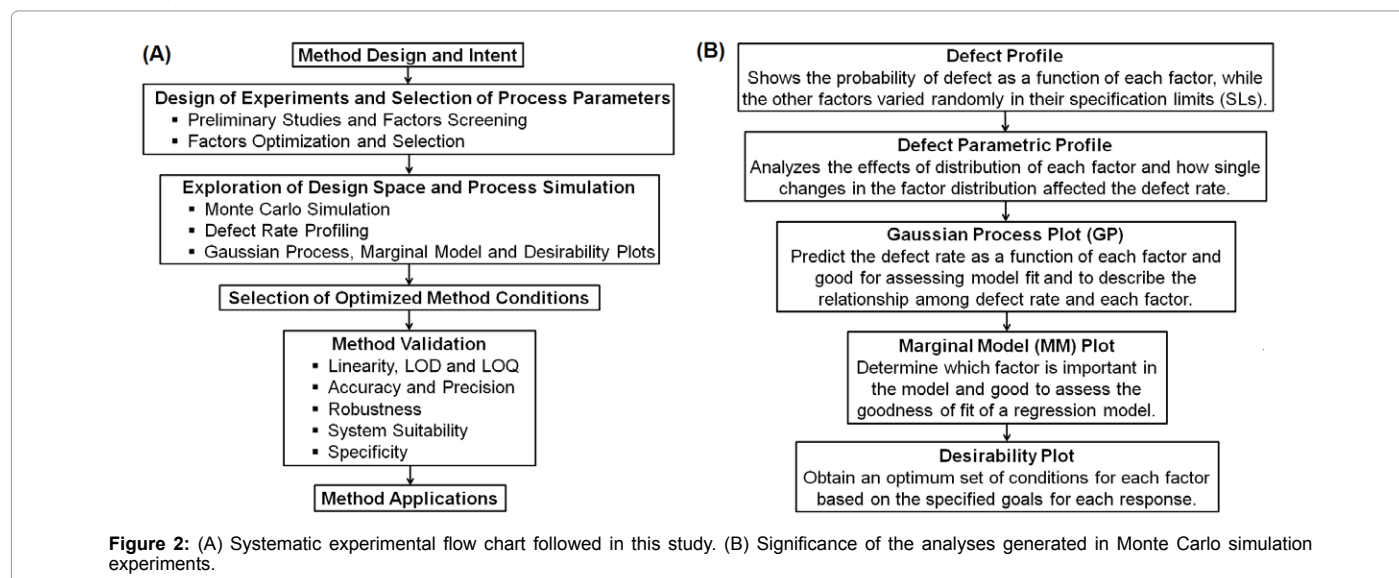 (A)
Method Design and Intent
Design of Experiments and Selection of Process Parameters
▪ Preliminary Studies and Factors Screening
▪ Factors Optimization and Selection
Exploration of Design Space and Process Simulation
▪ Monte Carlo Simulation
▪ Defect Rate Profiling
▪ Gaussian Process, Marginal Model and Desirability Plots
Selection of Optimized Method Conditions
Method Validation
▪ Linearity, LOD and LOQ
▪ Accuracy and Precision
▪ Robustness
▪ System Suitability
▪ Specificity
Method Applications
(B)
Defect Profile
Shows the probability of defect as a function of each factor, while
the other factors varied randomly in their specification limits (SLs).
Defect Parametric Profile
Analyzes the effects of distribution of each factor and how single
changes in the factor distribution affected the defect rate.
Gaussian Process Plot (GP)
Predict the defect rate as a function of each factor and
good for assessing model fit and to describe the
relationship among defect rate and each factor.
Marginal Model (MM) Plot
Determine which factor is important in
the model and good to assess the
goodness of fit of a regression model.
Desirability Plot
Obtain an optimum set of conditions for each factor
based on the specified goals for each response.
Figure 2: (A) Systematic experimental flow chart followed in this study. (B) Significance of the analyses generated in Monte Carlo simulation
experiments.